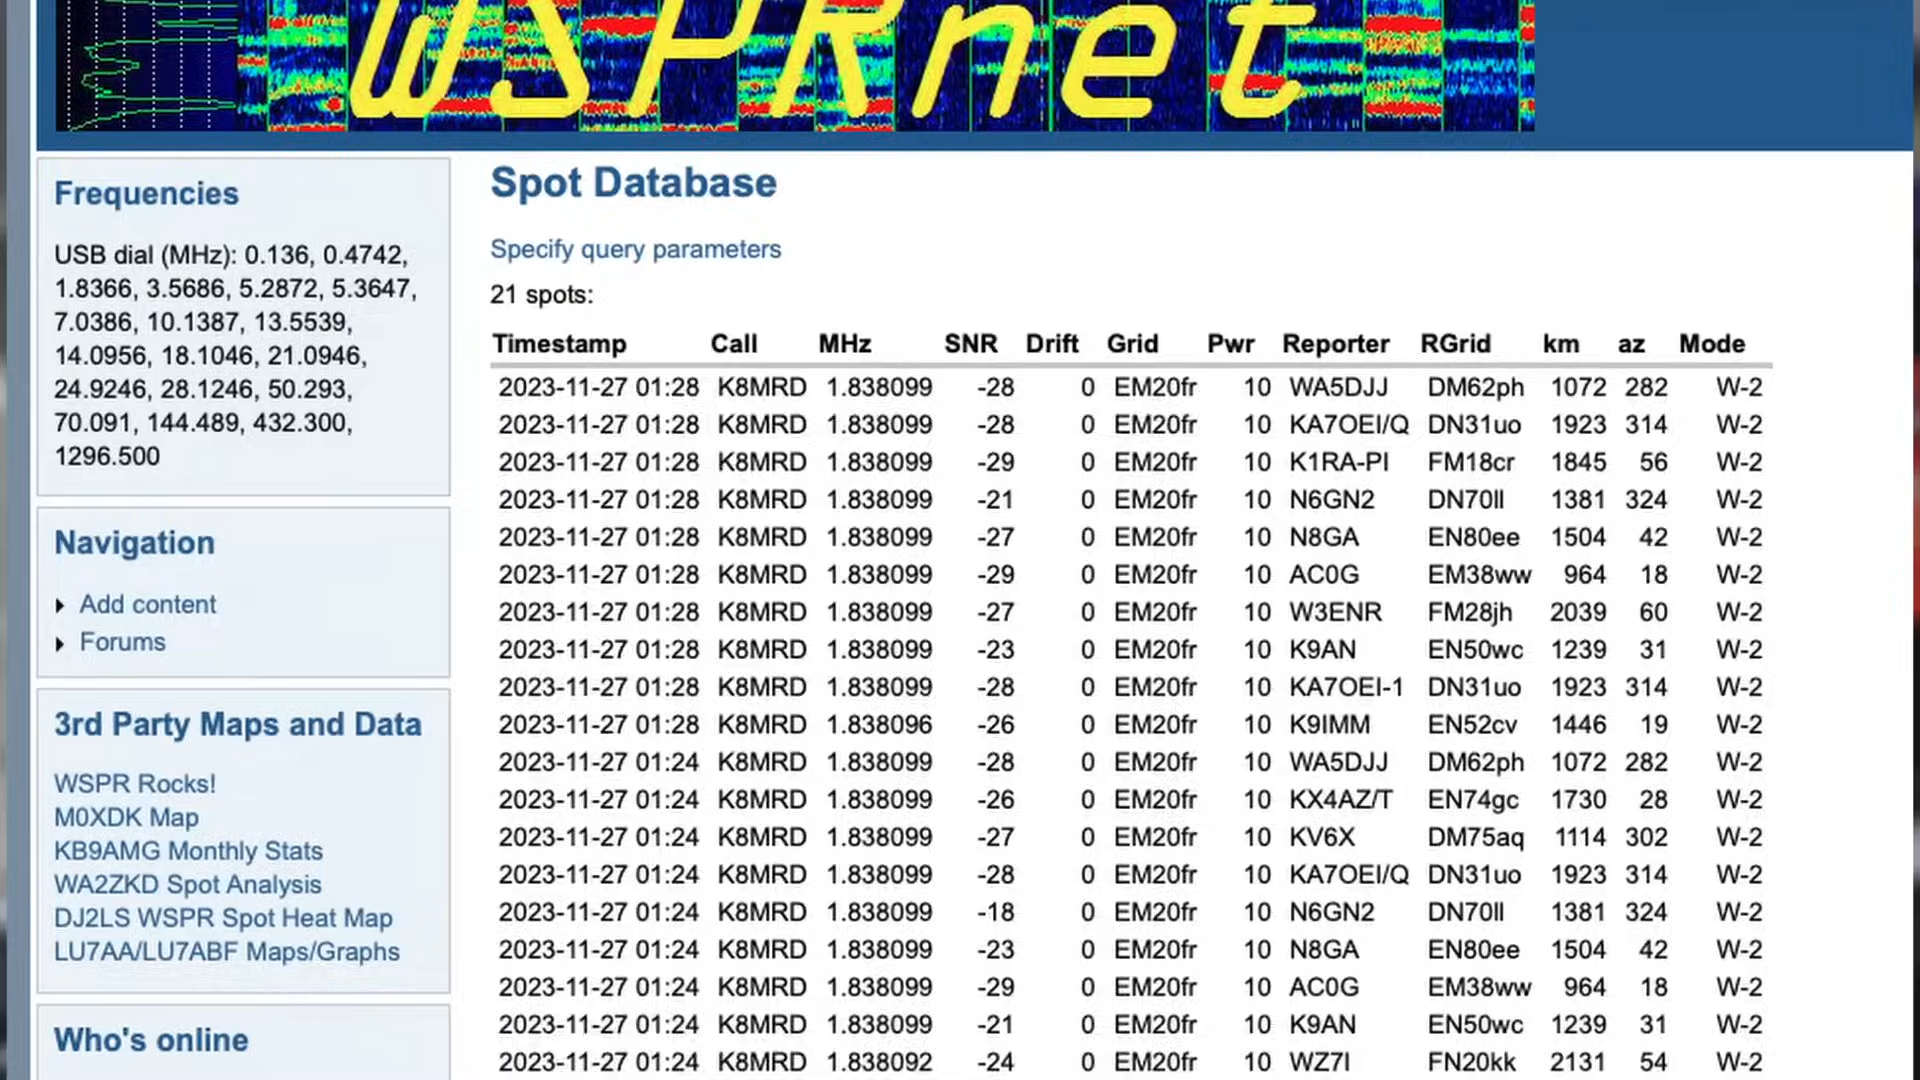 WSPRnet
Frequencies
USB dial (MHz): 0.136, 0.4742,
1.8366, 3.5686, 5.2872, 5.3647,
7.0386, 10.1387, 13.5539,
14.0956, 18.1046, 21.0946,
24.9246, 28.1246, 50.293,
70.091, 144.489, 432.300,
1296.500
Navigation
Add content
Forums
3rd Party Maps and Data
WSPR Rocks!
M0XDK Map
KB9AMG Monthly Stats
WA2ZKD Spot Analysis
DJ2LS WSPR Spot Heat Map
LU7AA/LU7ABF Maps/Graphs
Who's online
Spot Database
Specify query parameters
21 spots:
Timestamp Call MHz SNR Drift Grid Pwr Reporter RGrid km az Mode
2023-11-27 01:28 K8MRD 1.838099 -28 0 EM20fr 10 WA5DJJ DM62ph 1072 282 W-2
2023-11-27 01:28 K8MRD 1.838099 -28 0 EM20fr 10 KA7OEI/Q DN31uo 1923 314 W-2
2023-11-27 01:28 K8MRD 1.838099 -29 0 EM20fr 10 K1RA-PI FM18cr 1845 56 W-2
2023-11-27 01:28 K8MRD 1.838099 -21 0 EM20fr 10 N6GN2 DN70ll 1381 324 W-2
2023-11-27 01:28 K8MRD 1.838099 -27 0 EM20fr 10 N8GA EN80ee 1504 42 W-2
2023-11-27 01:28 K8MRD 1.838099 -29 0 EM20fr 10 AC0G EM38ww 964 18 W-2
2023-11-27 01:28 K8MRD 1.838099 -27 0 EM20fr 10 W3ENR FM28jh 2039 60 W-2
2023-11-27 01:28 K8MRD 1.838099 -23 0 EM20fr 10 K9AN EN50wc 1239 31 W-2
2023-11-27 01:28 K8MRD 1.838099 -28 0 EM20fr 10 KA7OEI-1 DN31uo 1923 314 W-2
2023-11-27 01:28 K8MRD 1.838096 -26 0 EM20fr 10 K9IMM EN52cv 1446 19 W-2
2023-11-27 01:24 K8MRD 1.838099 -28 0 EM20fr 10 WA5DJJ DM62ph 1072 282 W-2
2023-11-27 01:24 K8MRD 1.838099 -26 0 EM20fr 10 KX4AZ/T EN74gc 1730 28 W-2
2023-11-27 01:24 K8MRD 1.838099 -27 0 EM20fr 10 KV6X DM75aq 1114 302 W-2
2023-11-27 01:24 K8MRD 1.838099 -28 0 EM20fr 10 KA7OEI/Q DN31uo 1923 314 W-2
2023-11-27 01:24 K8MRD 1.838099 -18 0 EM20fr 10 N6GN2 DN70ll 1381 324 W-2
2023-11-27 01:24 K8MRD 1.838099 -23 0 EM20fr 10 N8GA EN80ee 1504 42 W-2
2023-11-27 01:24 K8MRD 1.838099 -29 0 EM20fr 10 AC0G EM38ww 964 18 W-2
2023-11-27 01:24 K8MRD 1.838099 -21 0 EM20fr 10 K9AN EN50wc 1239 31 W-2
2023-11-27 01:24 K8MRD 1.838092 -24 0 EM20fr 10 WZ7I FN20kk 2131 54 W-2